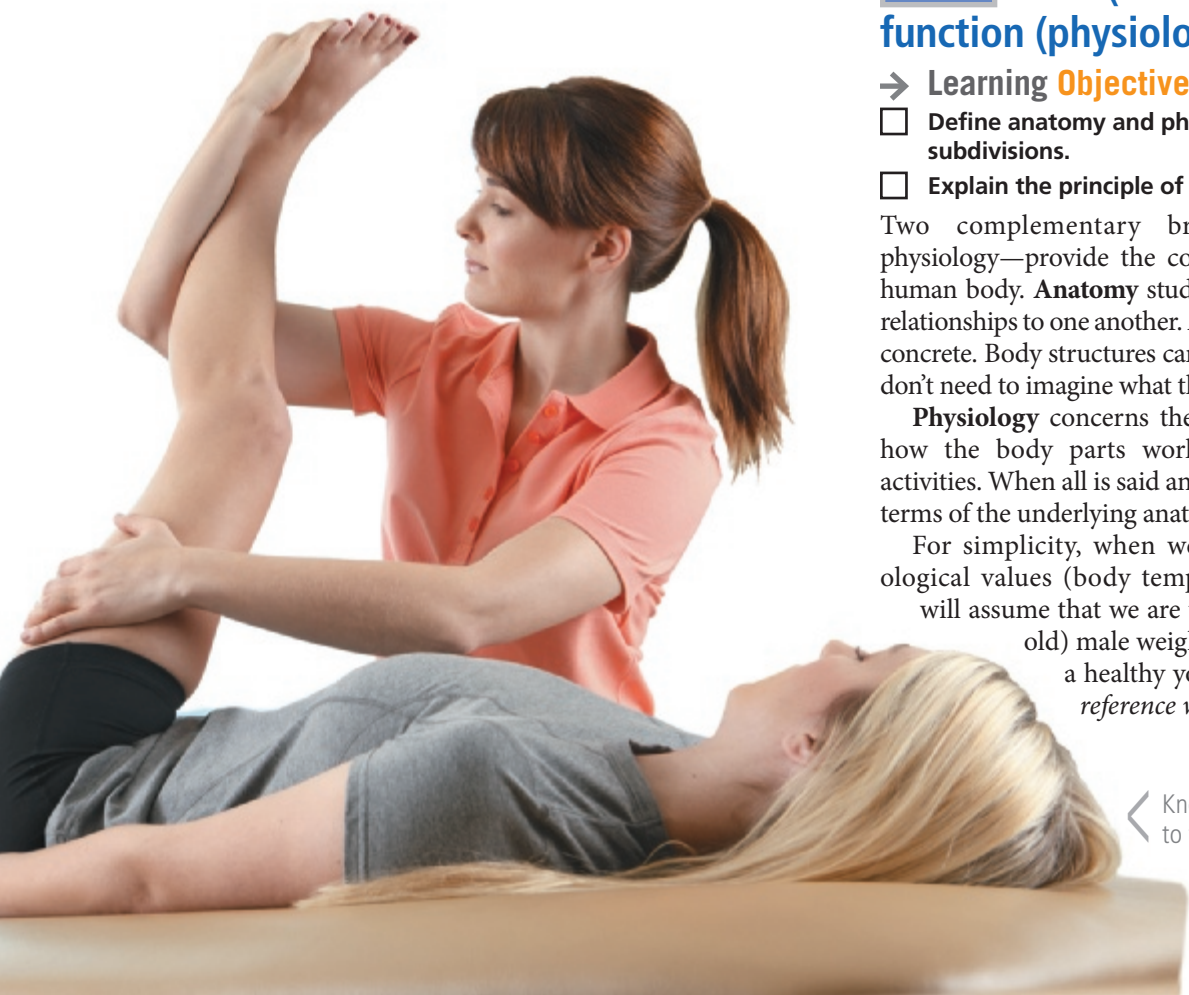 function (physiolo
→ Learning Objective
Define anatomy and ph
subdivisions.
Explain the principle of
Two complementary br
physiology—provide the co
human body. Anatomy stud
relationships to one another.
concrete. Body structures can
don't need to imagine what th
Physiology concerns the
how the body parts work
activities. When all is said an
terms of the underlying anat
For simplicity, when we
ological values (body temp
will assume that we are
old) male weigh
a healthy yo
reference
Kn
to